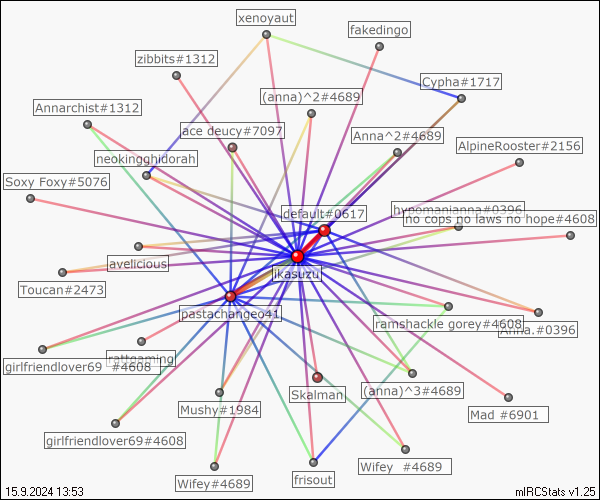 xenoyaut
fakedingo
zibbits#1312
Cypha#1717
(anna)^2#4689
Annarchist#1312
ace deucy#7097
Anna^2#4689
AlpineRooster#2156
neokingghidorah
Soxy Foxy#5076
hypomanianna#0396
default#0617
no cops no laws no hope#4608
avelicious
jikasuzu
Toucan#2473
pastachangeo41
ramshackle gorey#4608
Anna.#0396
rattgaming
girlfriendlover69 #4608
Skalman
(anna)^3#4689
Mushy#1984
Mad #6901
girlfriendlover69#4608
Wifey #4689
Wifey#4689
frisout
15.9.2024 13:53
mIRCStats v1.25